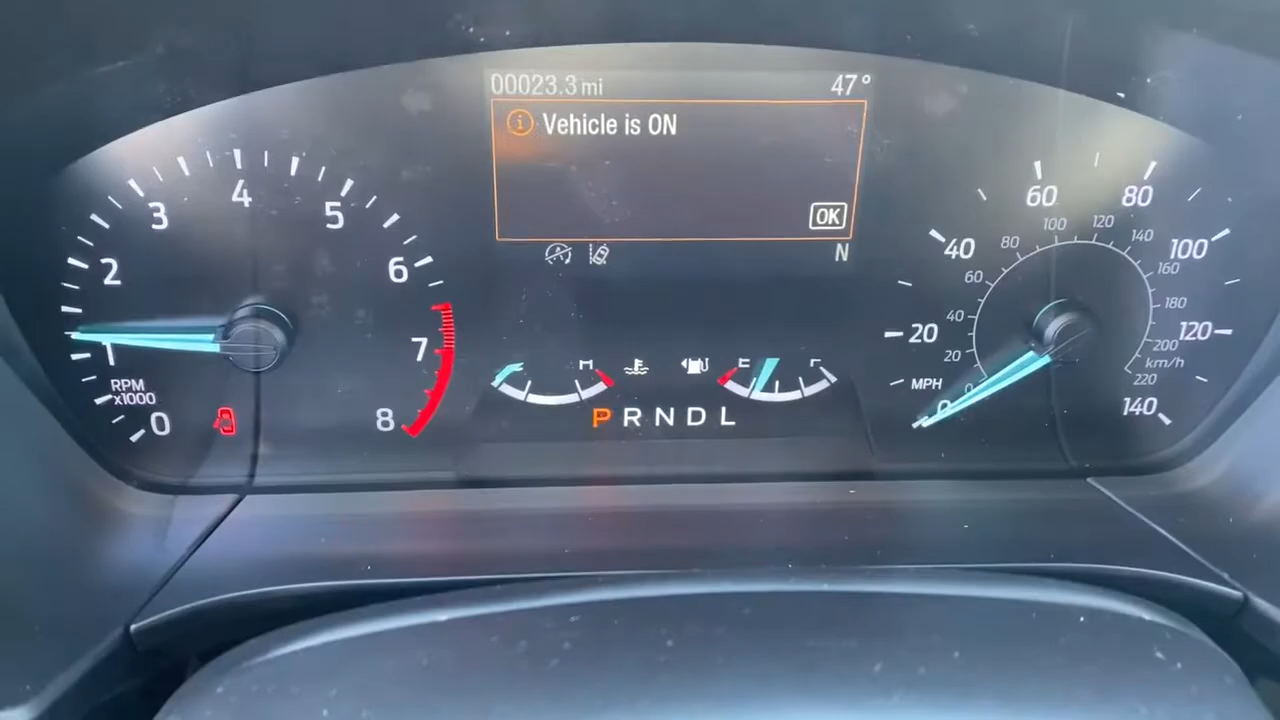 00023.3 mi 47°
Vehicle is ON
OK
N
0 1 2 3 4 5 6 7 8
RPM
x1000
H
E F
P R N D L
0 20 40 60 80 100 120 140
MPH
0 20 40 60 80 100 120 140 160 180 200 220
km/h